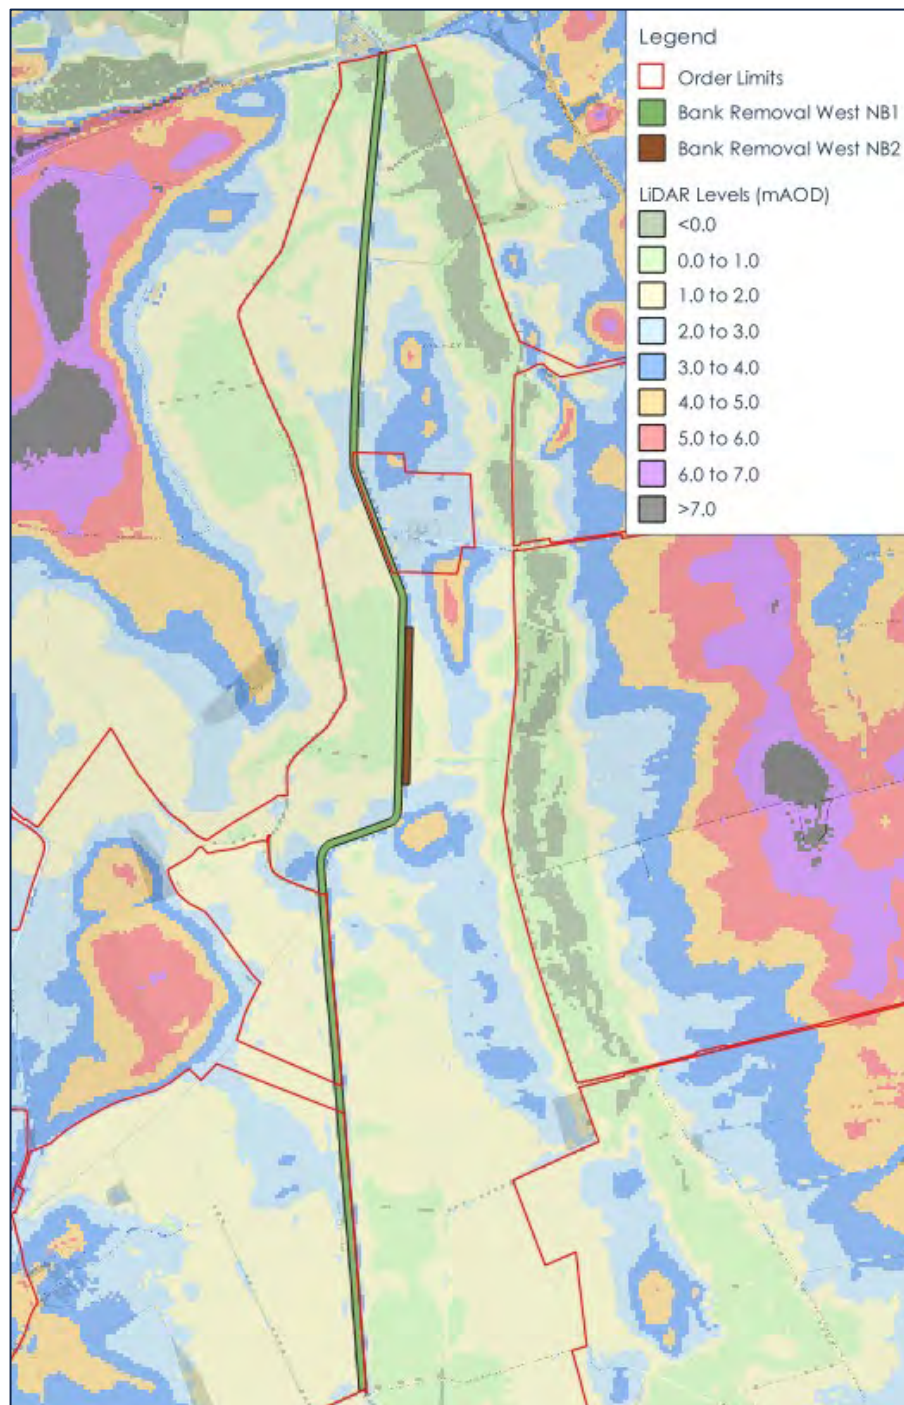 Legend
Order Limits
Bank Removal West NB1
Bank Removal West NB2
LiDAR Levels (mAOD)
<0.0
0.0 to 1.0
1.0 to 2.0
2.0 to 3.0
3.0 to 4.0
4.0 to 5.0
5.0 to 6.0
6.0 to 7.0
>7.0